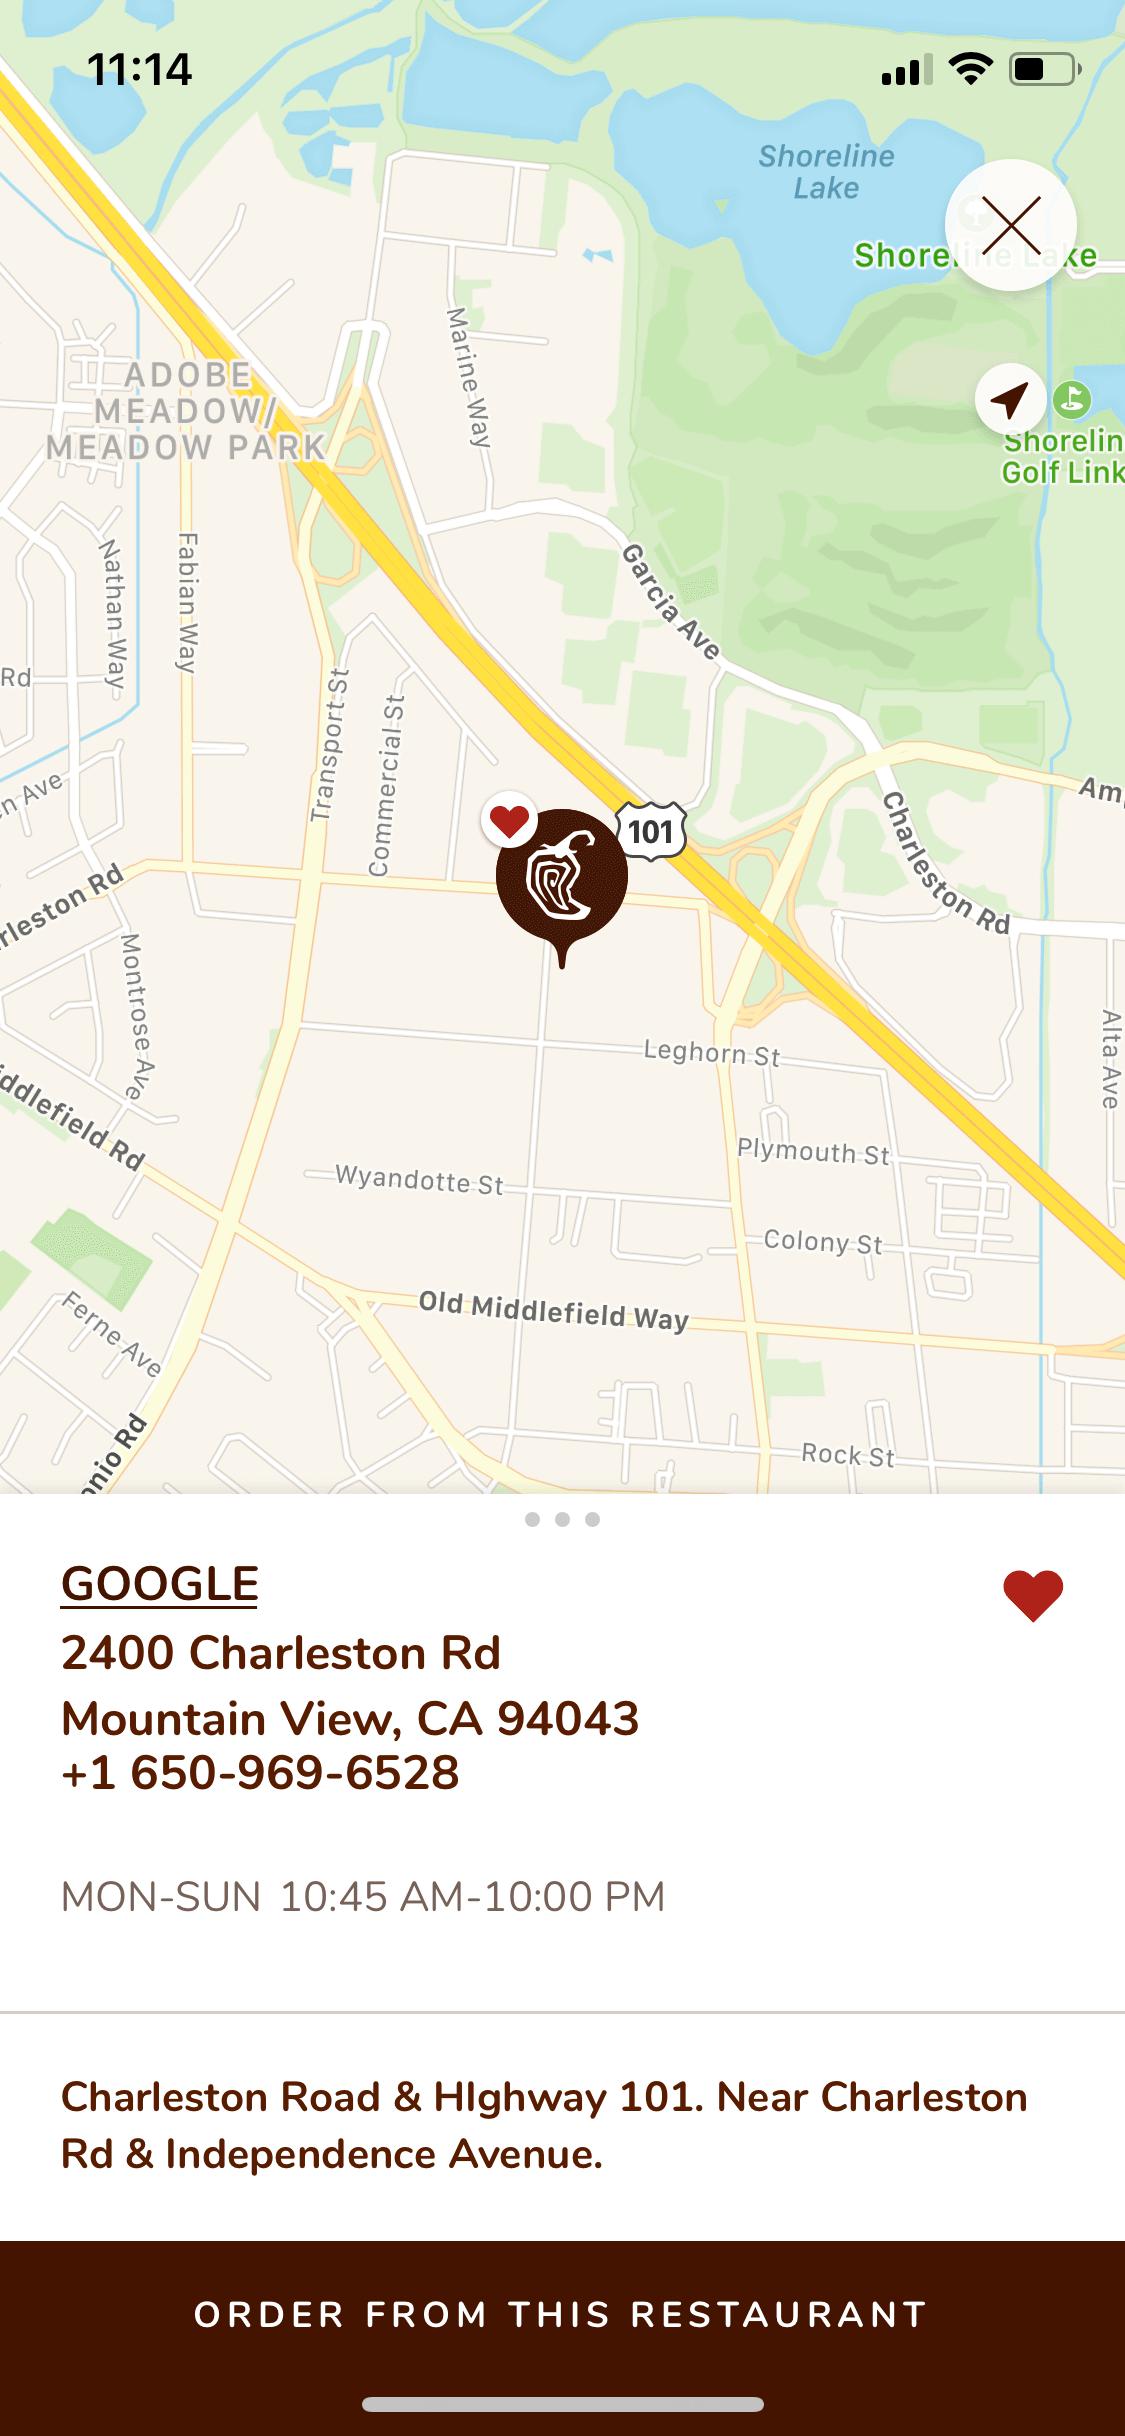 11:14
Shoreline
Lake
Shoreline Lake
ADOBE
MEADOW/
MEADOW PARK
Marine Way
Shorelin
Golf Link
Nathan Way
Fabian Way
Garcia Ave
Rd
Transport St
Commercial St
n Ave
101
Am
Charleston Rd
rleston Rd
Montrose Ave
Leghorn St
Alta Ave
iddlefield Rd
Plymouth St
Wyandotte St
Colony St
Old Middlefield Way
Ferne Ave
onio Rd
Rock St
GOOGLE
2400 Charleston Rd
Mountain View, CA 94043
+1 650-969-6528
MON-SUN 10:45 AM-10:00 PM
Charleston Road & HIghway 101. Near Charleston
Rd & Independence Avenue.
ORDER FROM THIS RESTAURANT